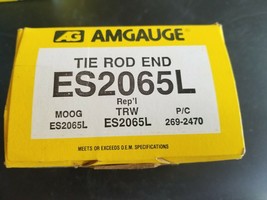 AG AMGAUGE
TIE ROD END
ES2065L
Rep'l
MOOG TRW P/C
ES2065L ES2065L 269-2470
MEETS OR EXCEEDS O.E.M. SPECIFICATIONS